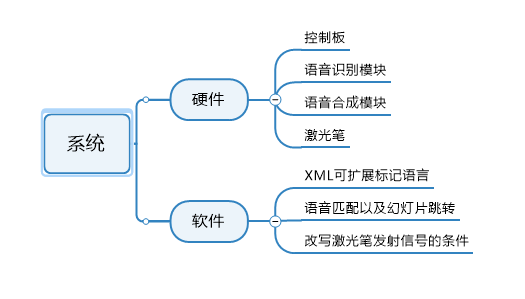 系统
硬件
控制板
语音识别模块
语音合成模块
激光笔
软件
XML可扩展标记语言
语音匹配以及幻灯片跳转
改写激光笔发射信号的条件